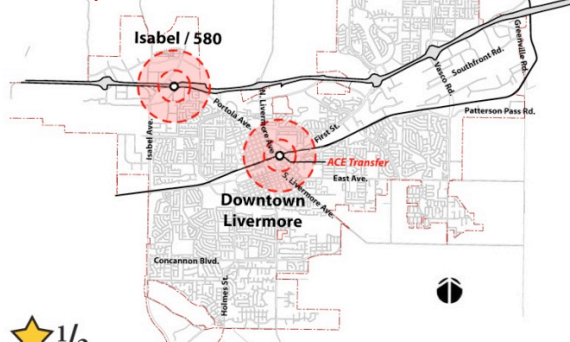 Isabel / 580
Greenville Rd.
Vasco Rd.
Southfront Rd.
Patterson Pass Rd.
Isabel Ave.
Portola Ave.
N. Livermore Ave.
First St.
ACE Transfer
East Ave.
S. Livermore Ave.
Downtown
Livermore
Concannon Blvd.
Holmes St.
1/2